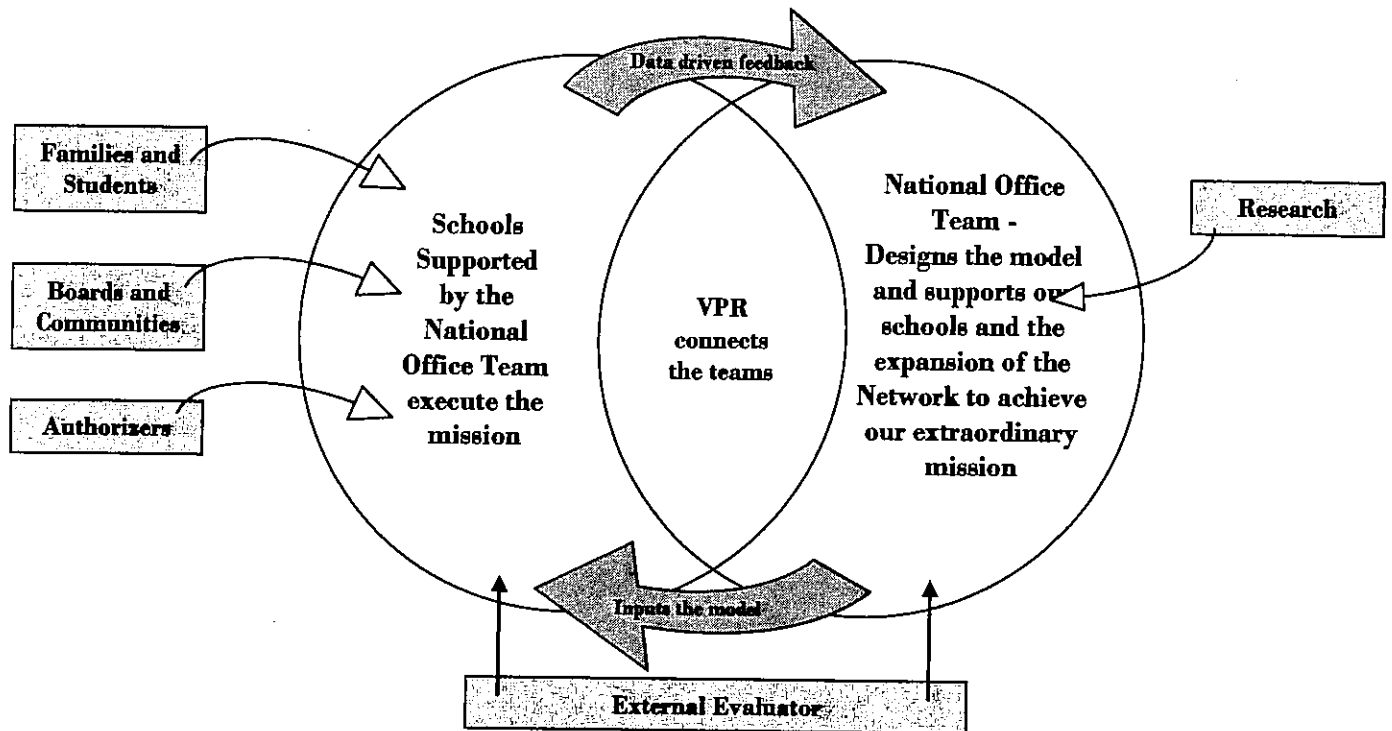 Data driven feedback
Families and
Students
Boards and
Communities
Authorizers
Schools
Supported
by the
National
Office Team
execute the
mission
VPR
connects
the teams
National Office
Team -
Designs the model
and supports our
schools and the
expansion of the
Network to achieve
our extraordinary
mission
Research
Inputs the model
External Evaluator